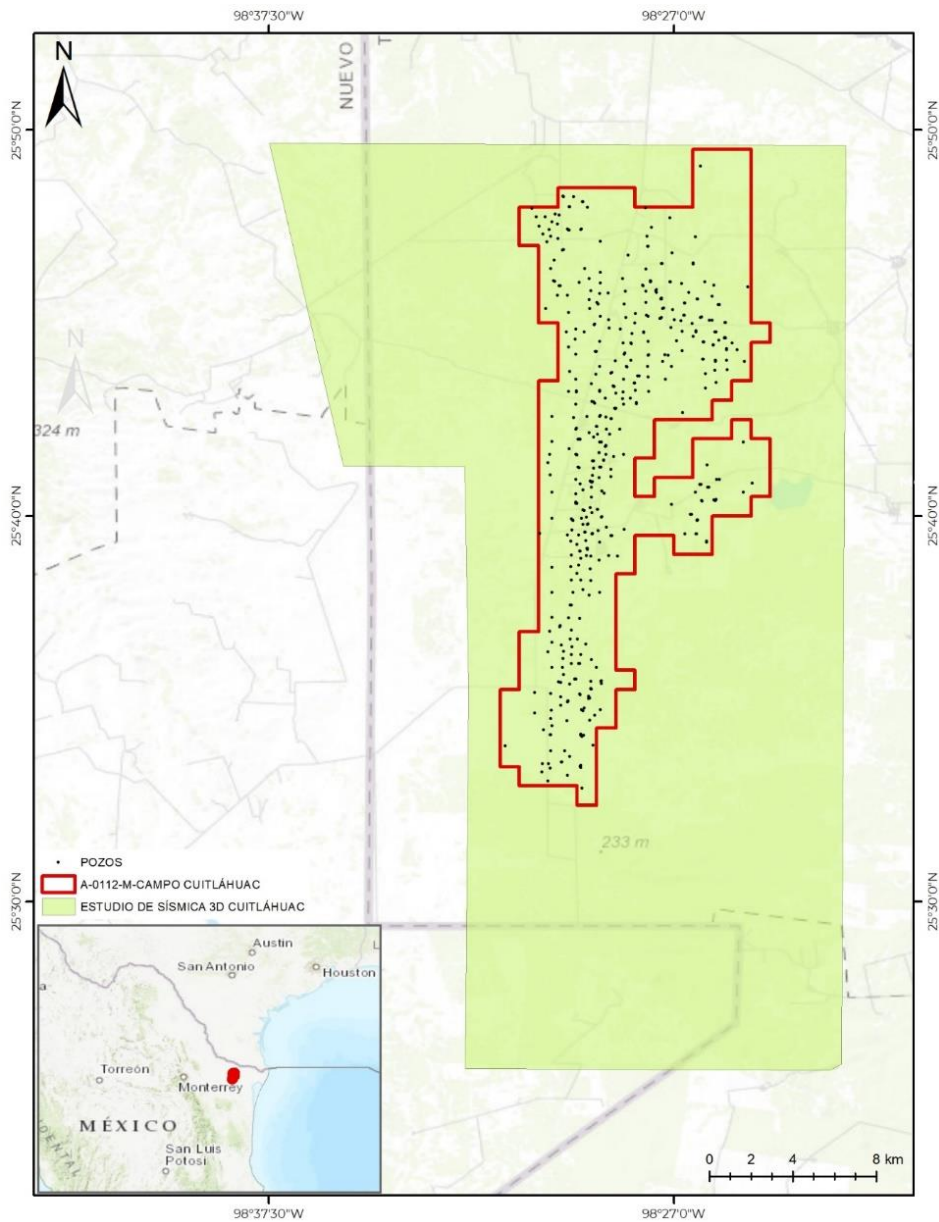 98°37'30"W
98°27'0"W
N
NUEVO
T
25°50'0"N
25°50'0"N
N
324 m
25°40'0"N
25°40'0"N
233 m
POZOS
A-0112-M-CAMPO CUITLÁHUAC
ESTUDIO DE SÍSMICA 3D CUITLÁHUAC
25°30'0"N
25°30'0"N
Austin
San Antonio
Houston
L
a
Torreón
Monterrey
MÉXICO
San Luis
Potosi
DENTAL
0 2 4 8 km
98°37'30"W
98°27'0"W